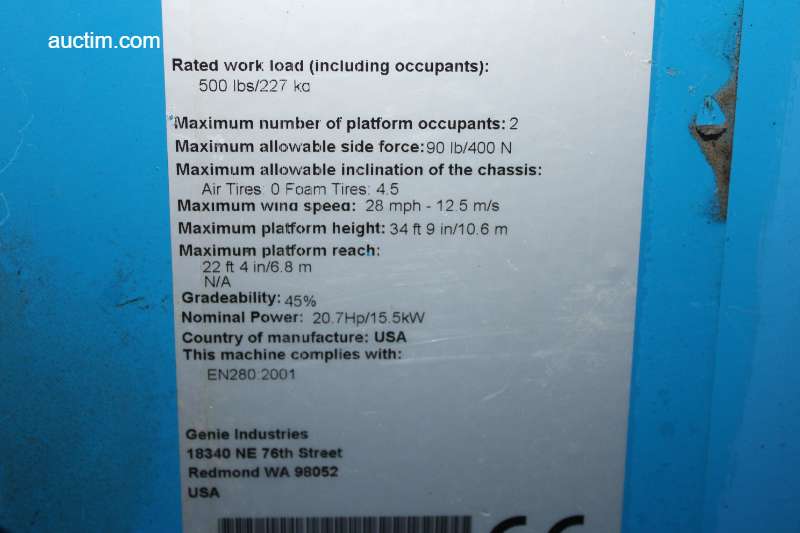 auctim.com
Rated work load (including occupants):
500 lbs/227 kg
Maximum number of platform occupants: 2
Maximum allowable side force: 90 lb/400 N
Maximum allowable inclination of the chassis:
Air Tires: 0 Foam Tires: 4.5
Maximum wind speed: 28 mph - 12.5 m/s
Maximum platform height: 34 ft 9 in/10.6 m
Maximum platform reach:
22 ft 4 in/6.8 m
N/A
Gradeability: 45%
Nominal Power: 20.7Hp/15.5kW
Country of manufacture: USA
This machine complies with:
EN280:2001
Genie Industries
18340 NE 76th Street
Redmond WA 98052
USA
CE